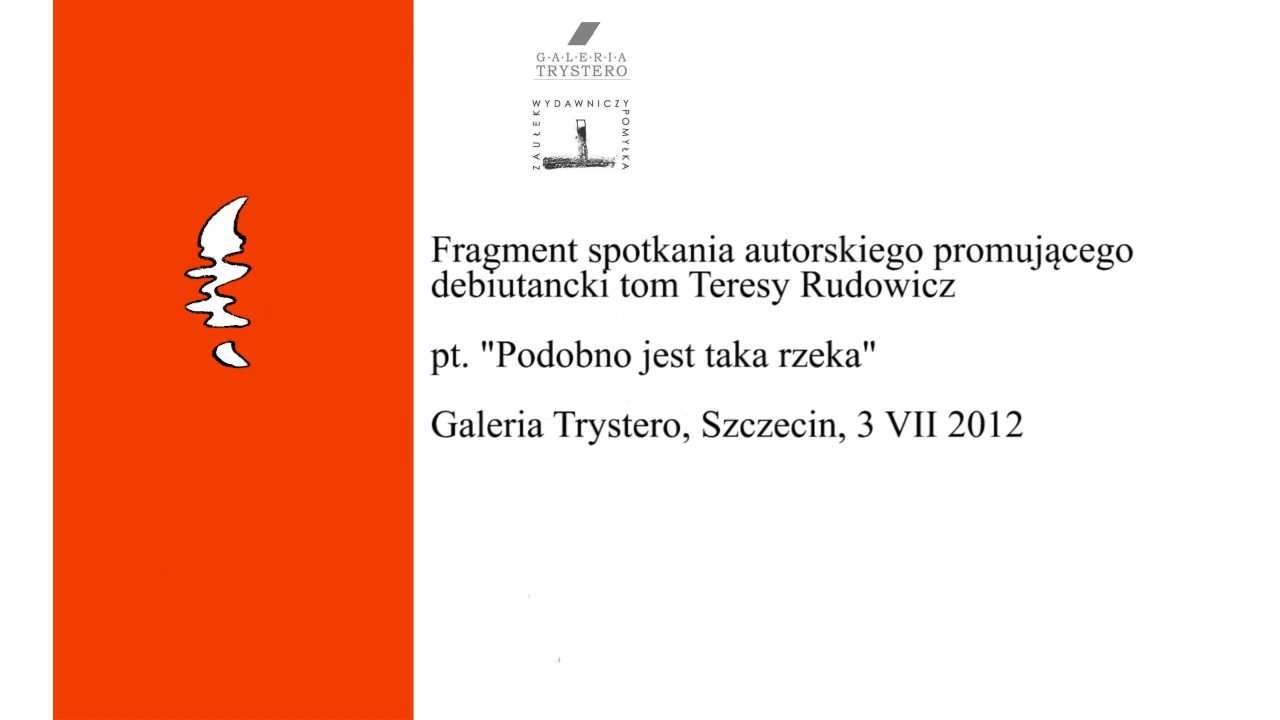 G·A·L·E·R·I·A
TRYSTERO
ZAUŁEK
WYDAWNICZY
POMYŁKA
Fragment spotkania autorskiego promującego
debiutancki tom Teresy Rudowicz
pt. "Podobno jest taka rzeka"
Galeria Trystero, Szczecin, 3 VII 2012